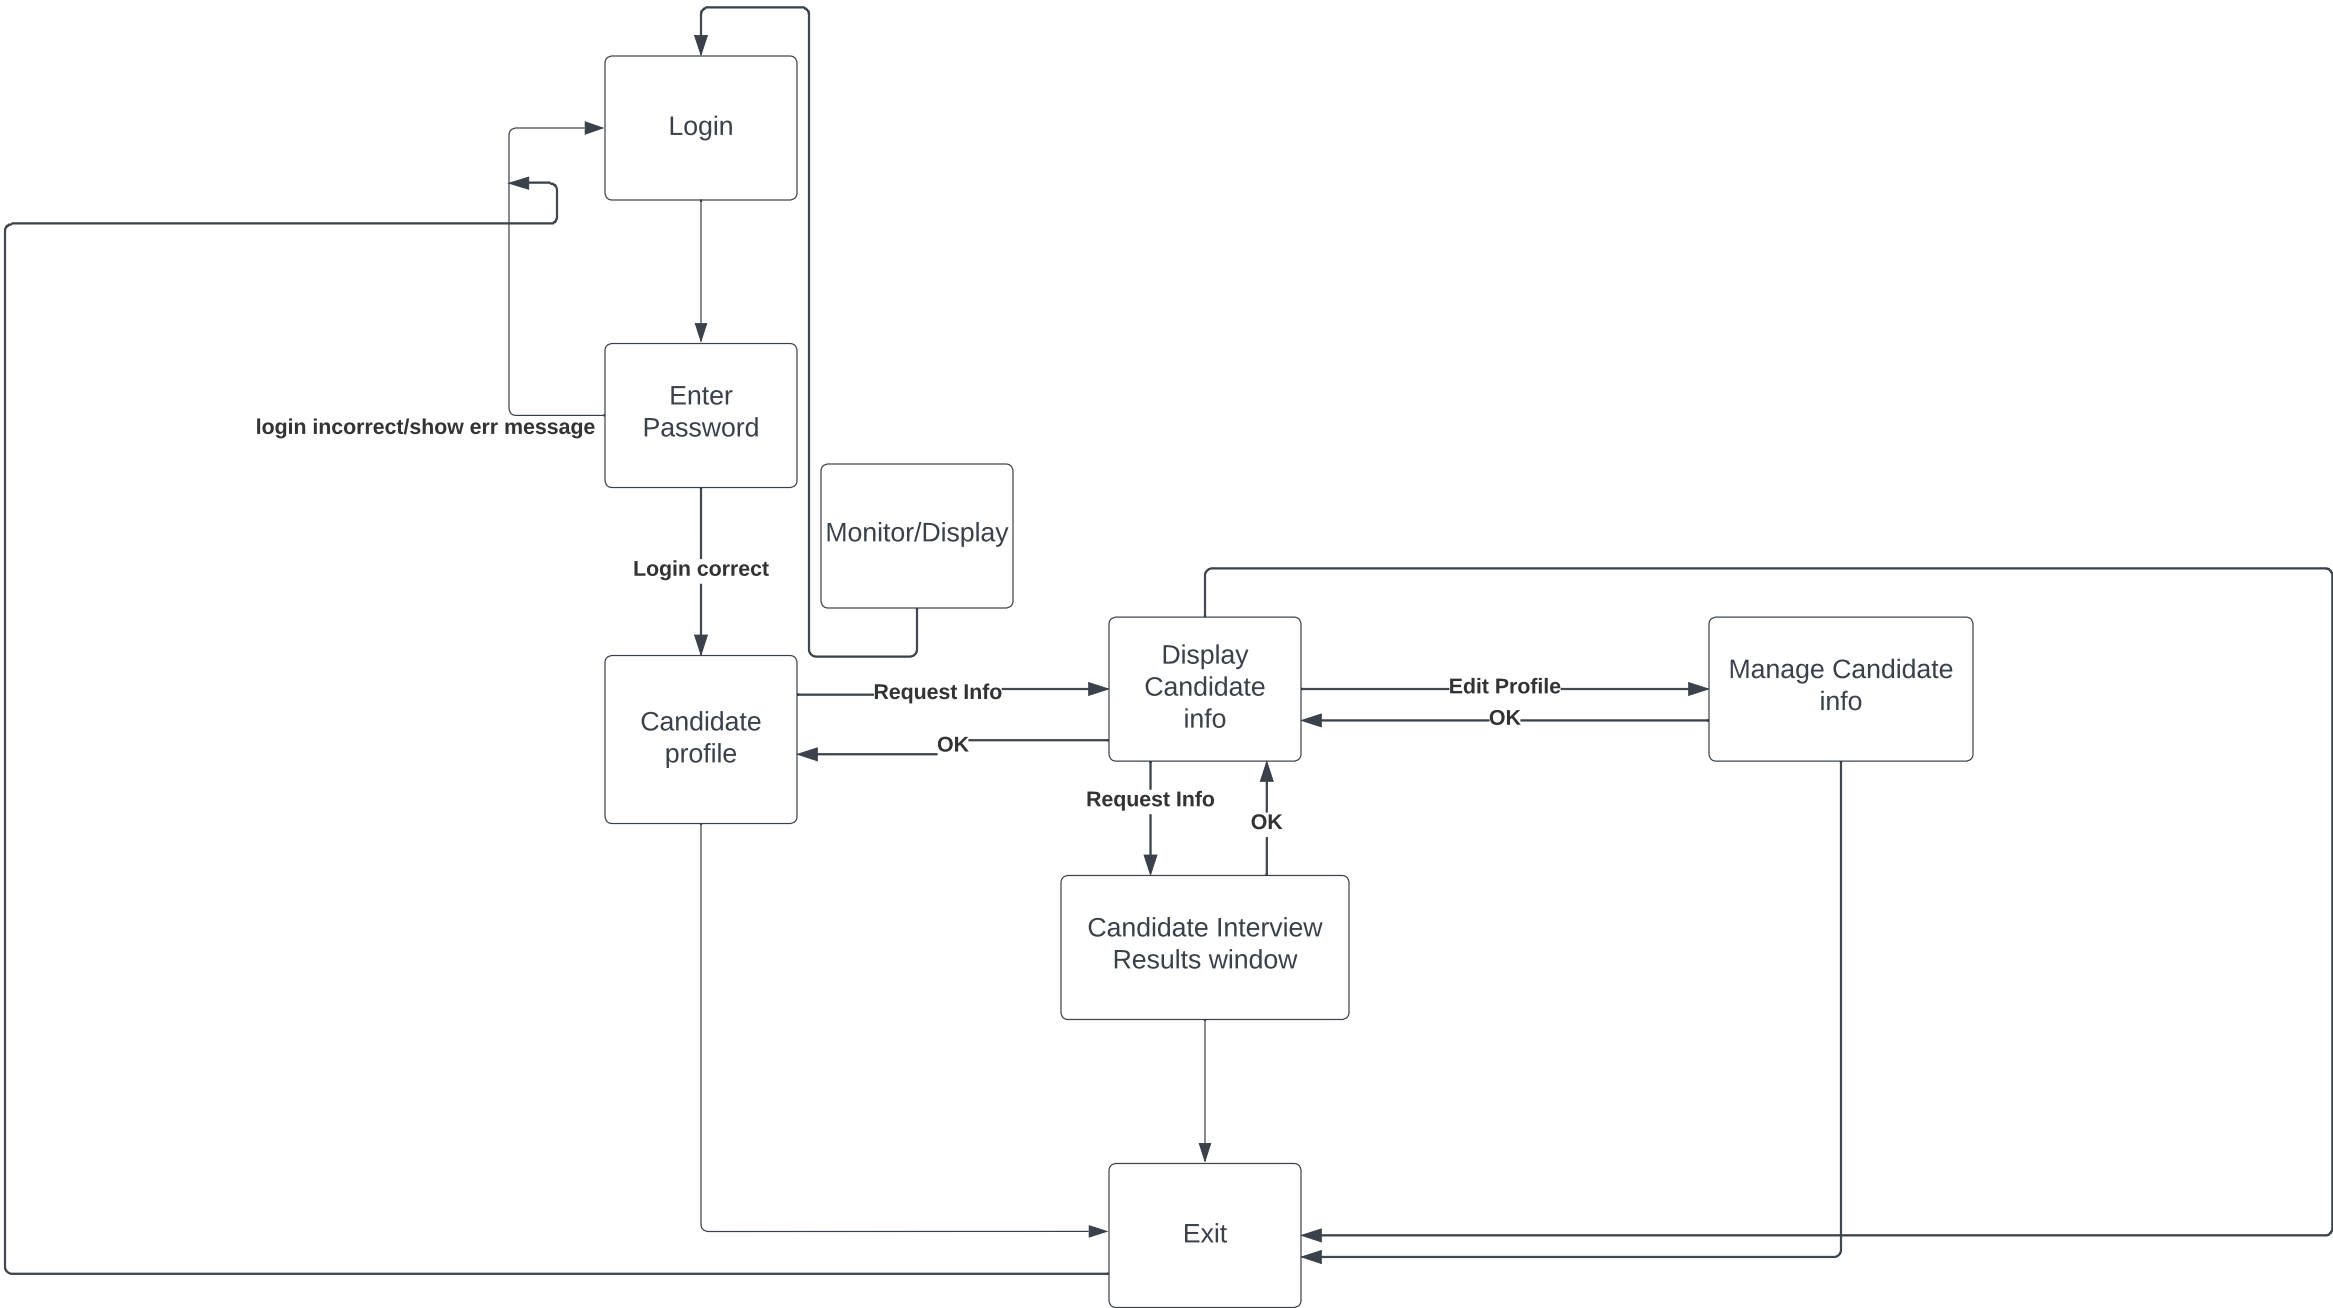 Login
Enter
Password
login incorrect/show err message
Monitor/Display
Login correct
Candidate
profile
Request Info
OK
Display
Candidate
info
Edit Profile
OK
Manage Candidate
info
Request Info
OK
Candidate Interview
Results window
Exit